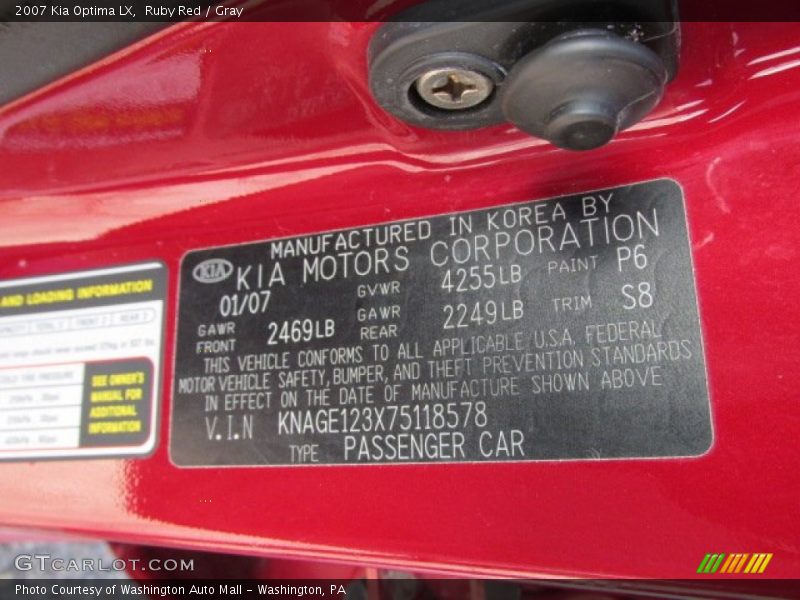 2007 Kia Optima LX, Ruby Red / Gray
MANUFACTURED IN KOREA BY
KIA KIA MOTORS CORPORATION
01/07 GVWR 4255LB PAINT P6
GAWR FRONT 2469LB GAWR REAR 2249LB TRIM S8
THIS VEHICLE CONFORMS TO ALL APPLICABLE U.S.A. FEDERAL
MOTOR VEHICLE SAFETY, BUMPER, AND THEFT PREVENTION STANDARDS
IN EFFECT ON THE DATE OF MANUFACTURE SHOWN ABOVE
V.I.N KNAGE123X75118578
TYPE PASSENGER CAR
AND LOADING INFORMATION
SEE OWNER'S
MANUAL FOR
ADDITIONAL
INFORMATION
GTCARLOT.COM
Photo Courtesy of Washington Auto Mall - Washington, PA